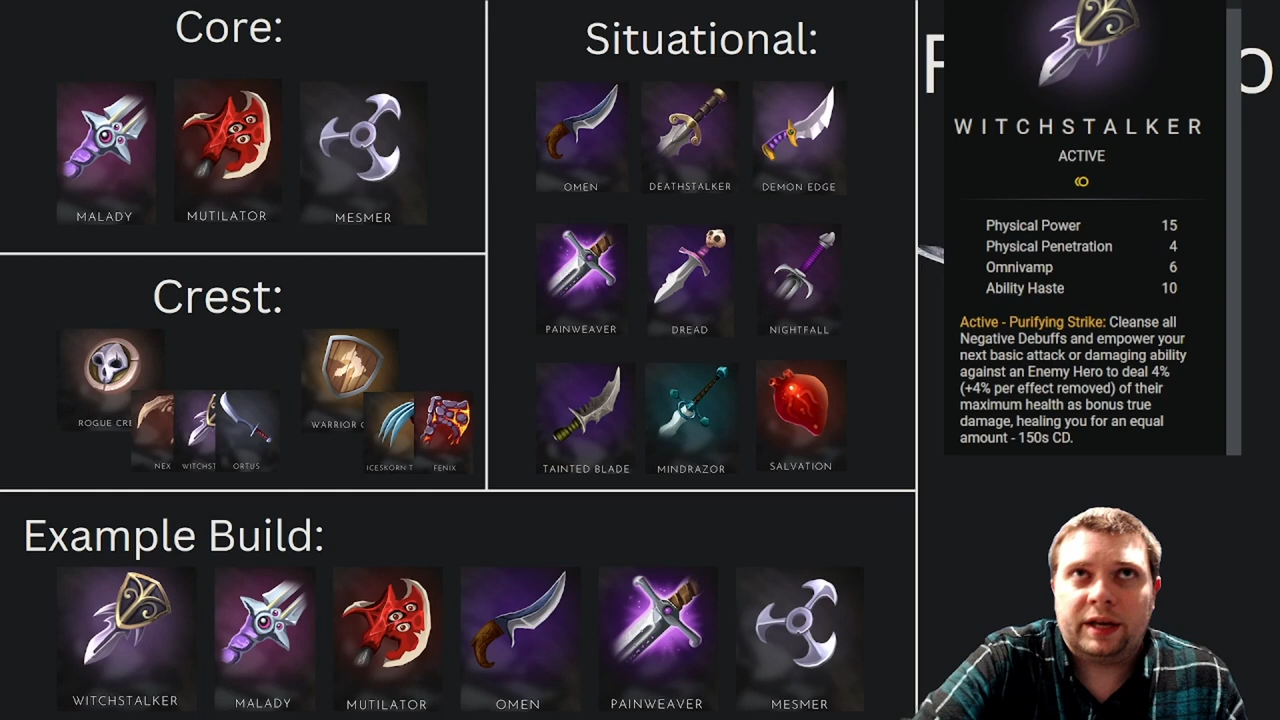 Core:
MALADY
MUTILATOR
MESMER
Crest:
ROGUE CRE
NEX
WITCHST
ORTUS
WARRIOR C
ICESKORN T
FENIX
Situational:
OMEN
DEATHSTALKER
DEMON EDGE
PAINWEAVER
DREAD
NIGHTFALL
TAINTED BLADE
MINDRAZOR
SALVATION
Example Build:
WITCHSTALKER
MALADY
MUTILATOR
OMEN
PAINWEAVER
MESMER
WITCHSTALKER
ACTIVE
Physical Power 15
Physical Penetration 4
Omnivamp 6
Ability Haste 10
Active - Purifying Strike: Cleanse all
Negative Debuffs and empower your
next basic attack or damaging ability
against an Enemy Hero to deal 4%
(+4% per effect removed) of their
maximum health as bonus true
damage, healing you for an equal
amount - 150s CD.